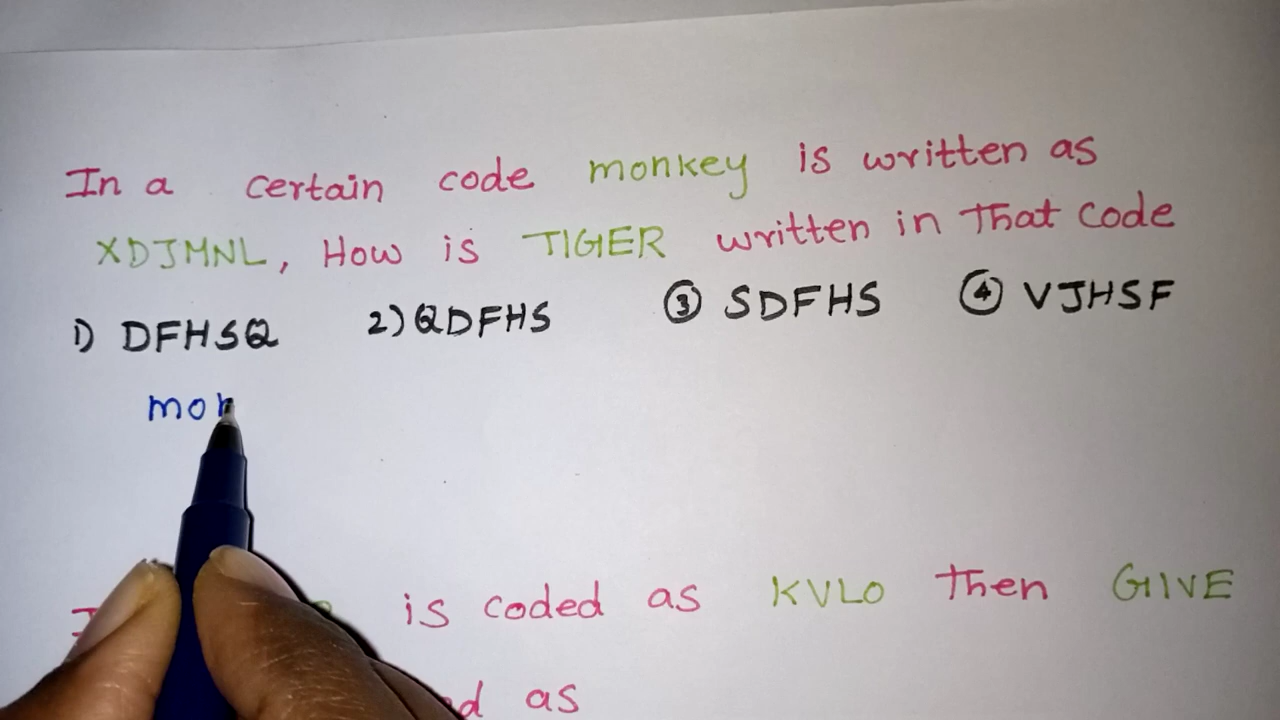 In a certain code monkey is written as
XDJMNL, How is TIGER written in That Code
1) DFHSQ 2) QDFHS ③ SDFHS ④ VJHSF
mon
is coded as KVLO Then GIVE
as